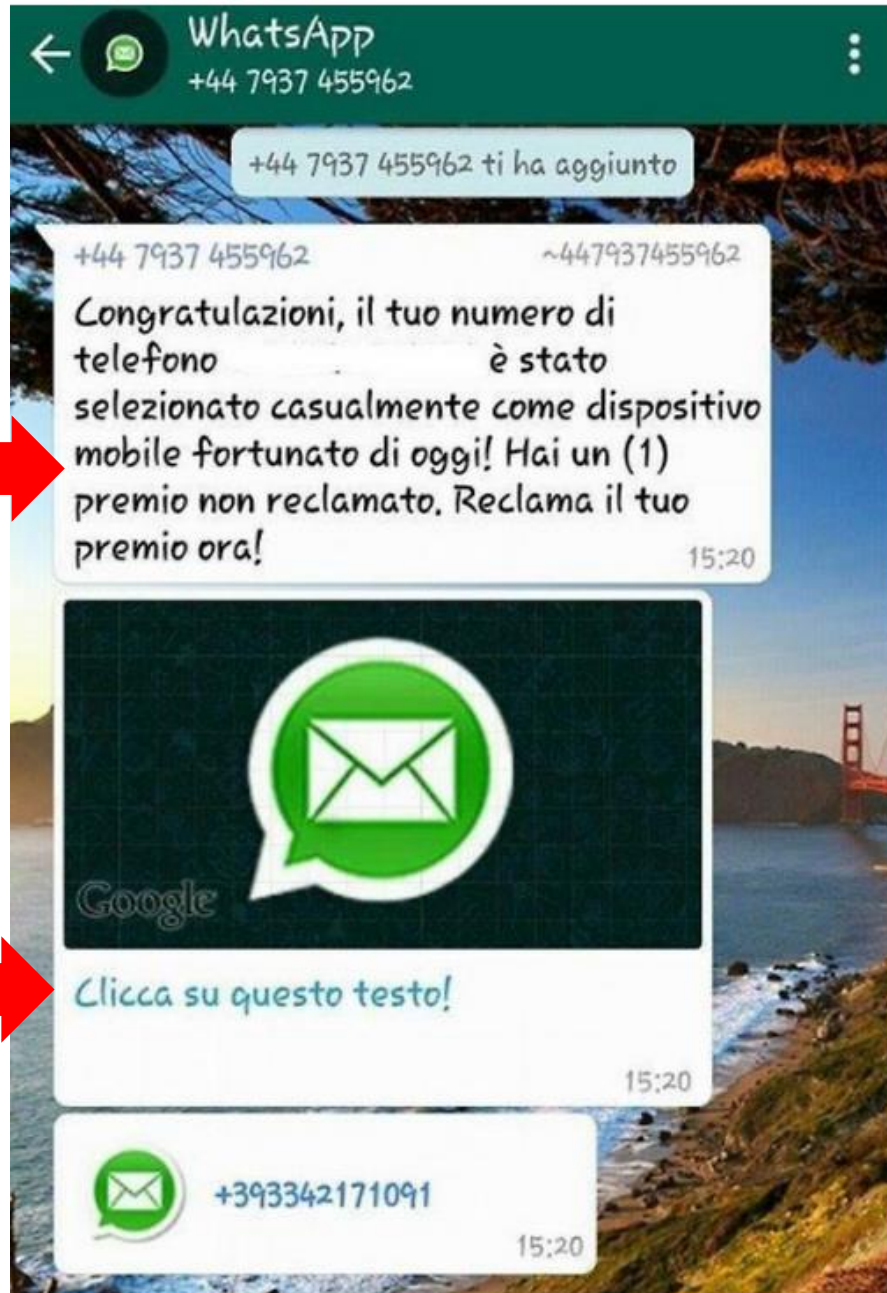 WhatsApp
+44 7937 455962
+44 7937 455962 ti ha aggiunto
+44 7937 455962 ~447937455962
Congratulazioni, il tuo numero di
telefono è stato
selezionato casualmente come dispositivo
mobile fortunato di oggi! Hai un (1)
premio non reclamato. Reclama il tuo
premio ora!
15:20
Google
Clicca su questo testo!
15:20
+393342171091
15:20